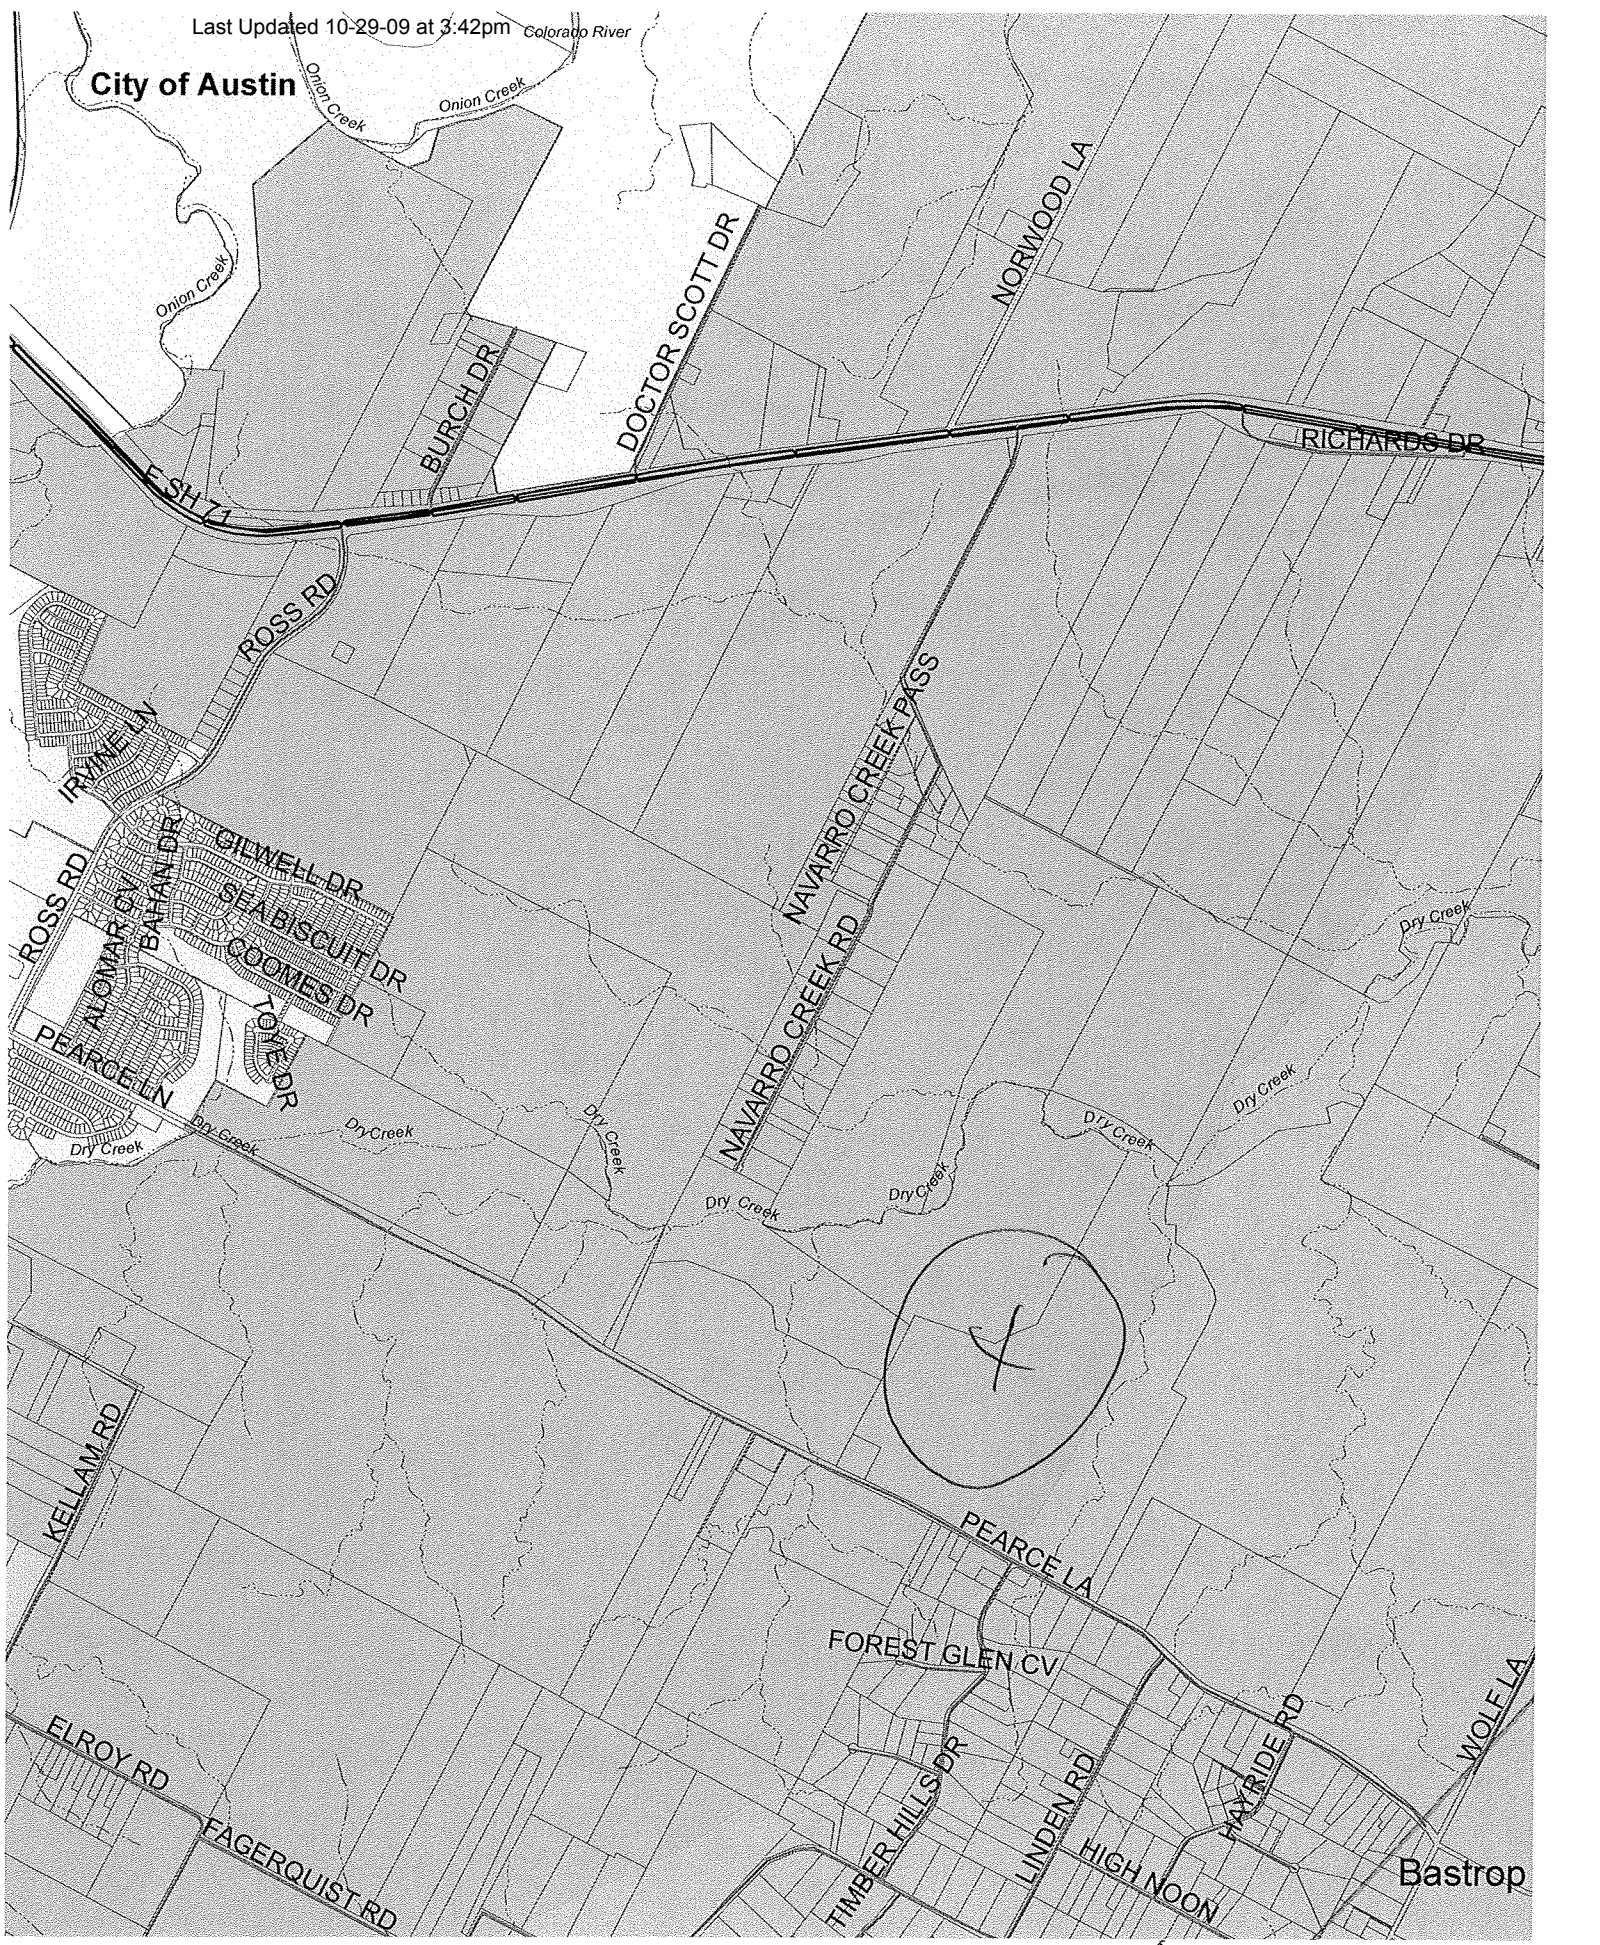 Last Updated 10-29-09 at 3:42pm
Colorado River
City of Austin
Onion Creek
Onion Creek
Onion Creek
NORWOOD LA
DOCTOR SCOTT DR
BURCH DR
RICHARDS DR
E SH 71
ROSS RD
NAVARRO CREEK PASS
IRVINE LN
GILWELL DR
BAHAN DR
SEA BISCUIT DR
ROSS RD
ALOMAR CV
COOMES DR
TOYE DR
NAVARRO CREEK RD
Dry Creek
PEARCE LN
Dry Creek
Dry Creek
Dry Creek
Dry Creek
Dry Creek
Dry Creek
Dry Creek
Dry Creek
KELLAM RD
PEARCE LA
FOREST GLEN CV
WOLF LA
ELROY RD
HAYRIDE RD
TIMBER HILLS DR
LINDEN RD
FAGERQUIST RD
HIGH NOON
Bastrop